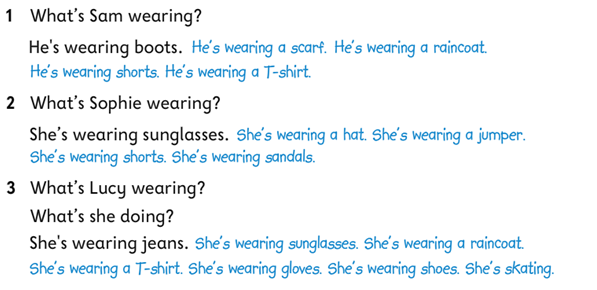 1 What's Sam wearing?
He's wearing boots. He's wearing a scarf. He's wearing a raincoat.
He's wearing shorts. He's wearing a T-shirt.
2 What's Sophie wearing?
She's wearing sunglasses. She's wearing a hat. She's wearing a jumper.
She's wearing shorts. She's wearing sandals.
3 What's Lucy wearing?
What's she doing?
She's wearing jeans. She's wearing sunglasses. She's wearing a raincoat.
She's wearing a T-shirt. She's wearing gloves. She's wearing shoes. She's skating.